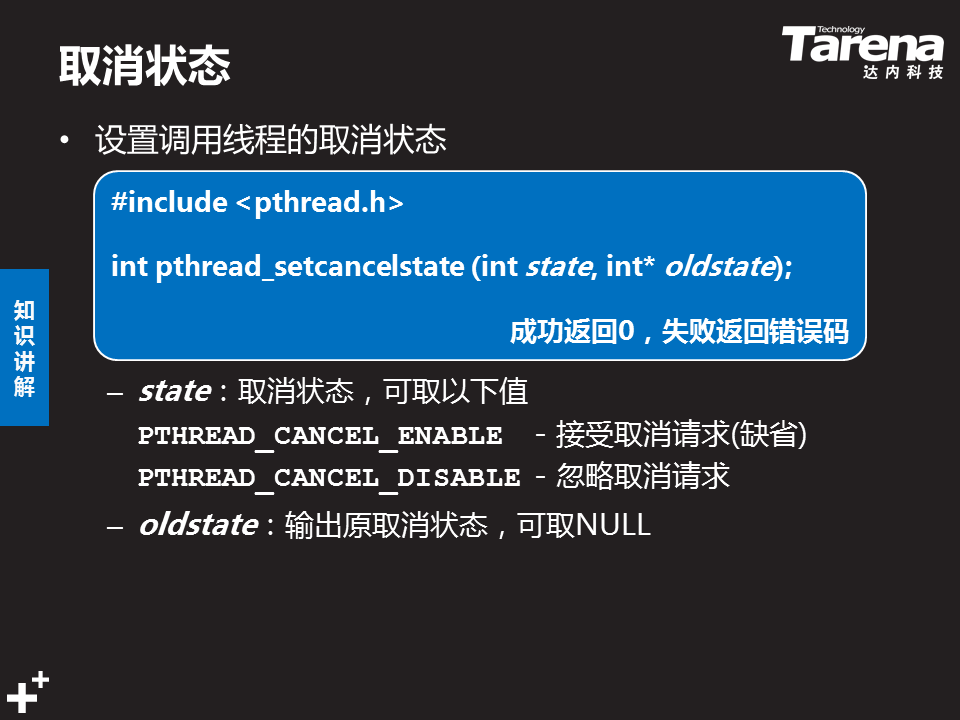 取消状态
Technology
Tarena
达内科技
• 设置调用线程的取消状态
#include <pthread.h>
int pthread_setcancelstate (int state, int* oldstate);
成功返回0，失败返回错误码
知识讲解
– state：取消状态，可取以下值
PTHREAD_CANCEL_ENABLE - 接受取消请求(缺省)
PTHREAD_CANCEL_DISABLE - 忽略取消请求
– oldstate：输出原取消状态，可取NULL